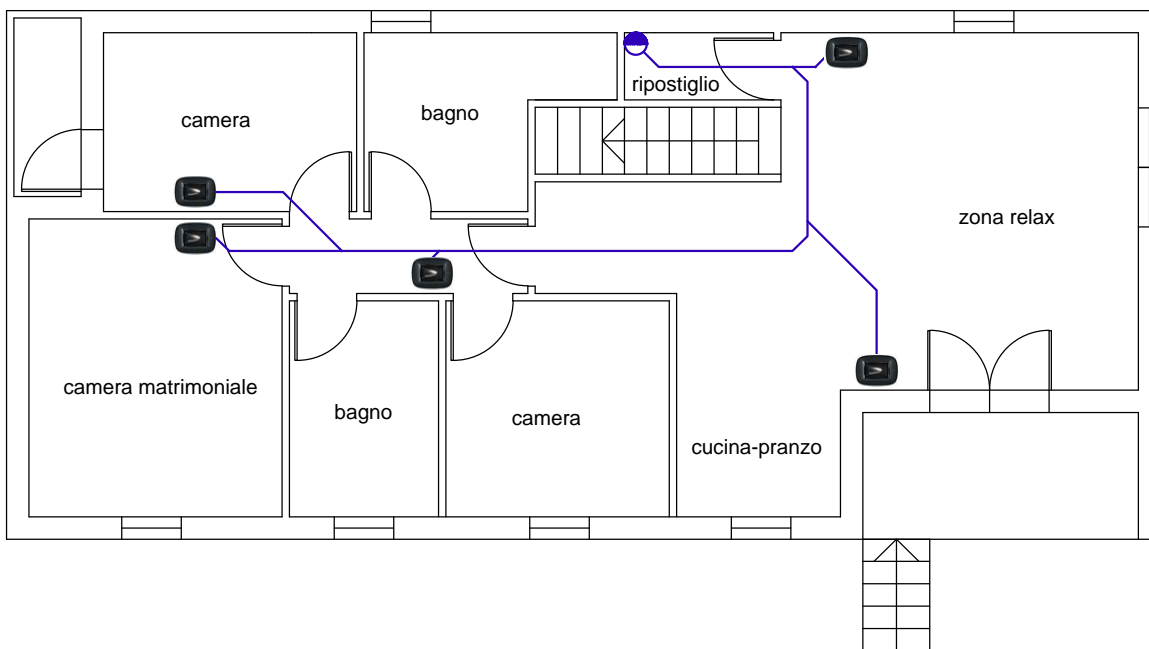 ripostiglio
bagno
camera
zona relax
camera matrimoniale
bagno
camera
cucina-pranzo